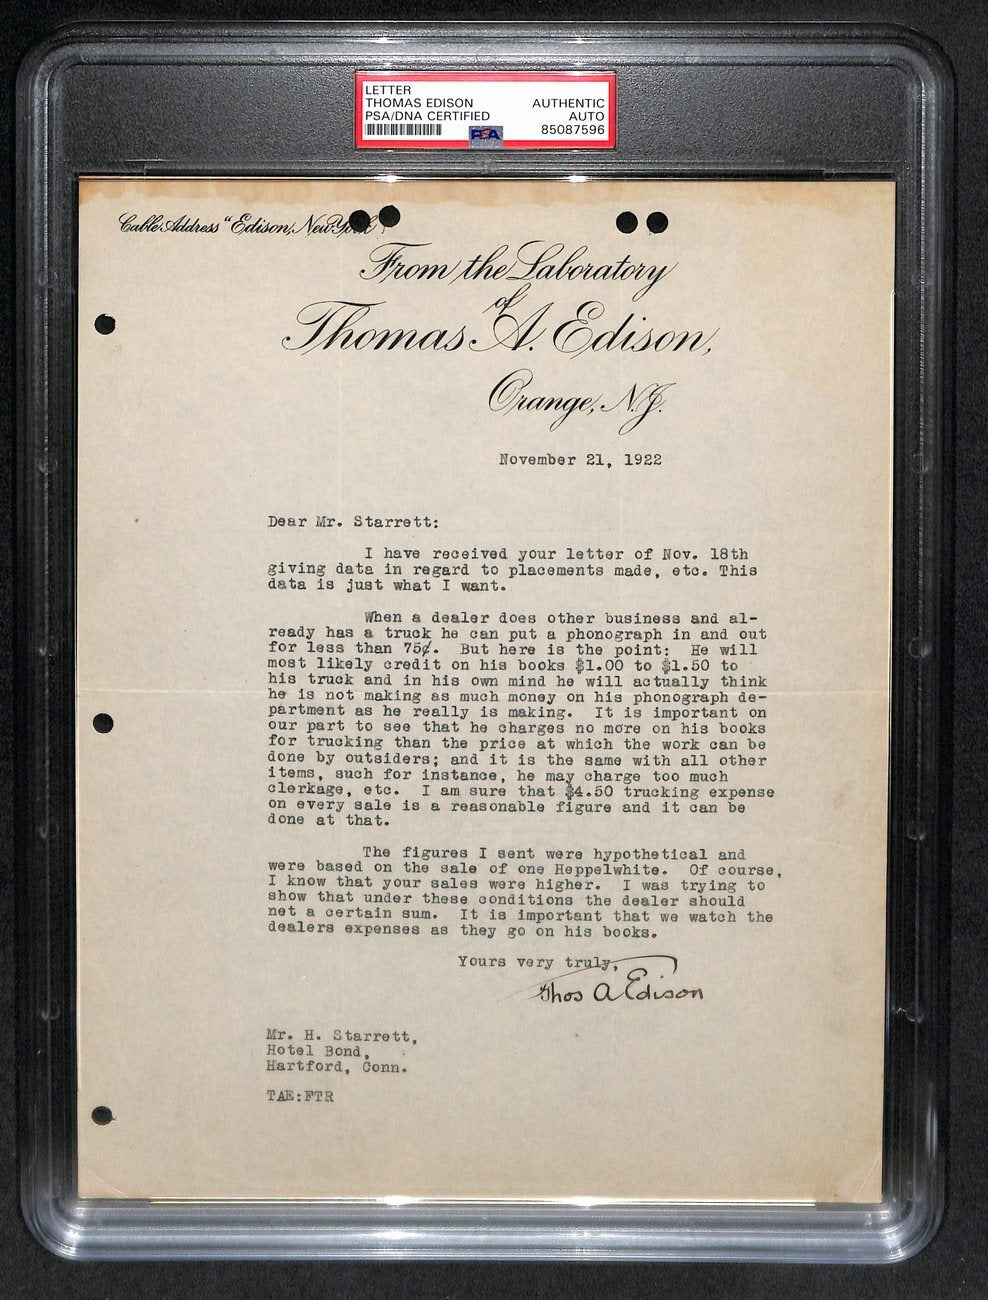 LETTER
THOMAS EDISON
PSA/DNA CERTIFIED
AUTHENTIC
AUTO
85087596
PSA
Cable Address "Edison, New York"
From the Laboratory
of
Thomas A. Edison,
Orange, N.J.
November 21, 1922
Dear Mr. Starrett:
I have received your letter of Nov. 18th
giving data in regard to placements made, etc. This
data is just what I want.
When a dealer does other business and al-
ready has a truck he can put a phonograph in and out
for less than 75¢. But here is the point: He will
most likely credit on his books $1.00 to $1.50 to
his truck and in his own mind he will actually think
he is not making as much money on his phonograph de-
partment as he really is making. It is important on
our part to see that he charges no more on his books
for trucking than the price at which the work can be
done by outsiders; and it is the same with all other
items, such for instance, he may charge too much
clerkage, etc. I am sure that $4.50 trucking expense
on every sale is a reasonable figure and it can be
done at that.
The figures I sent were hypothetical and
were based on the sale of one Heppelwhite. Of course,
I know that your sales were higher. I was trying to
show that under these conditions the dealer should
net a certain sum. It is important that we watch the
dealers expenses as they go on his books.
Yours very truly,
Thos A Edison
Mr. H. Starrett,
Hotel Bond,
Hartford, Conn.
TAE:FTR